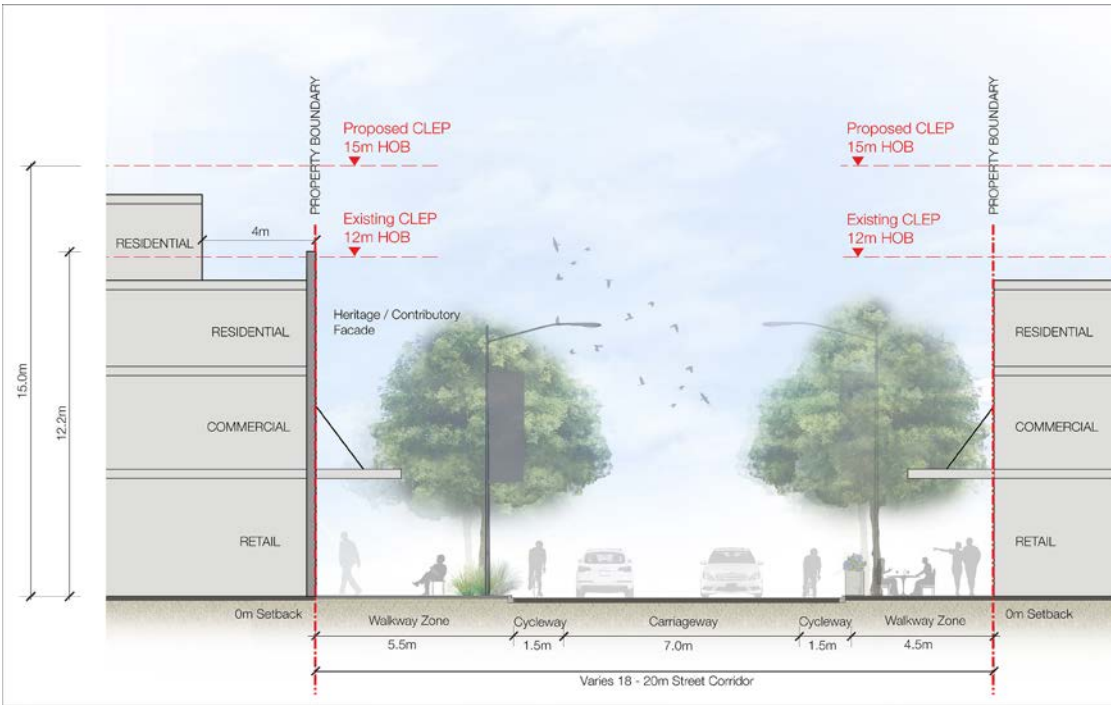 PROPERTY BOUNDARY
PROPERTY BOUNDARY
Proposed CLEP
15m HOB
Proposed CLEP
15m HOB
Existing CLEP
12m HOB
Existing CLEP
12m HOB
RESIDENTIAL
4m
Heritage / Contributory
Facade
RESIDENTIAL
RESIDENTIAL
15.0m
12.2m
COMMERCIAL
COMMERCIAL
RETAIL
RETAIL
0m Setback
Walkway Zone
Cycleway
Carriageway
Cycleway
Walkway Zone
0m Setback
5.5m
1.5m
7.0m
1.5m
4.5m
Varies 18 - 20m Street Corridor